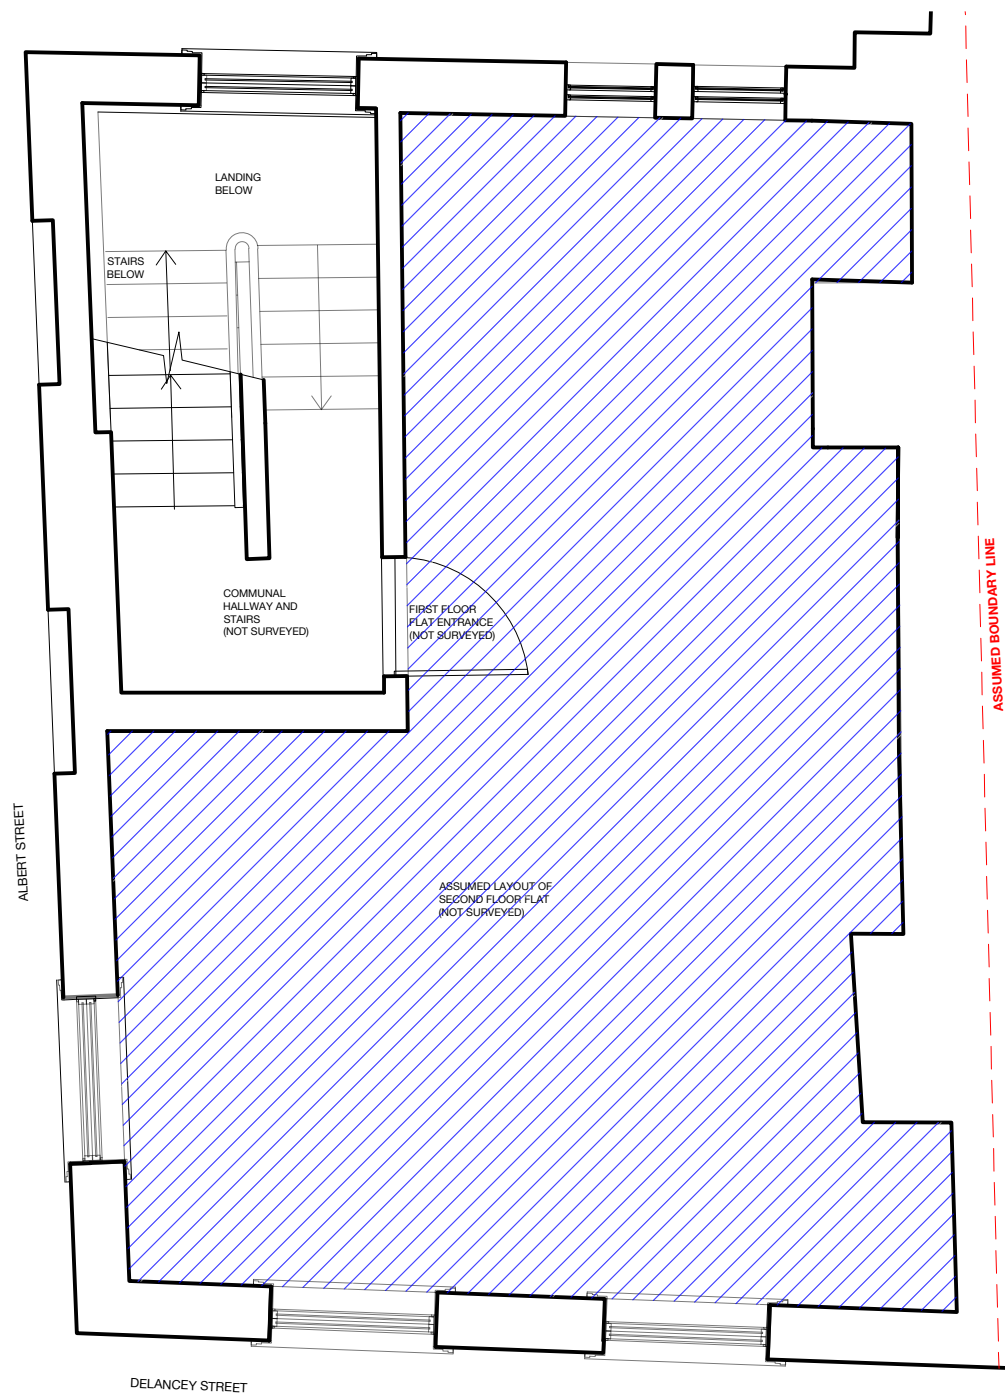 LANDING
BELOW
STAIRS
BELOW
COMMUNAL
HALLWAY AND
STAIRS
(NOT SURVEYED)
FIRST FLOOR
FLAT ENTRANCE
(NOT SURVEYED)
ASSUMED BOUNDARY LINE
ALBERT STREET
ASSUMED LAYOUT OF
SECOND FLOOR FLAT
(NOT SURVEYED)
DELANCEY STREET